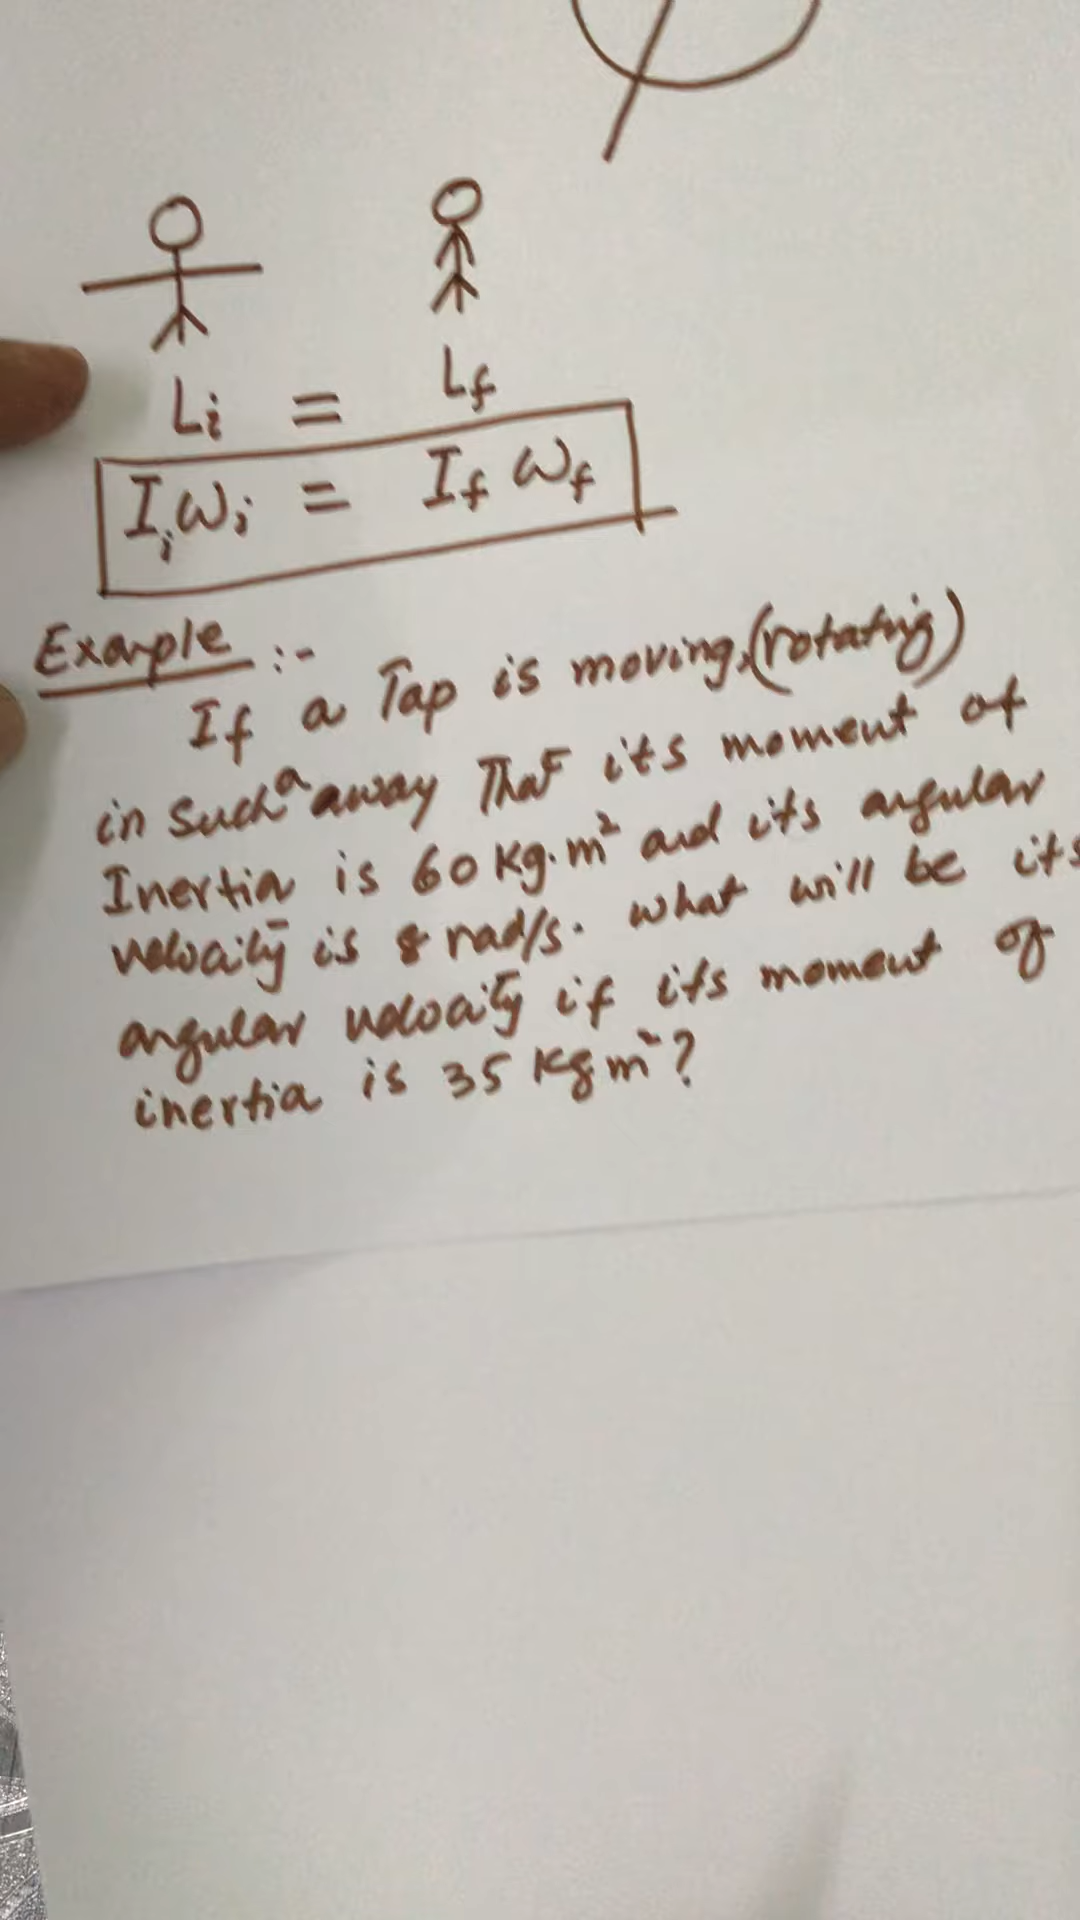 Li = Lf
Iiωi = If ωf
Example :-
If a Tap is moving,(rotating)
in such a away That its moment of
Inertia is 60 kg.m² and its angular
velocity is 8 rad/s. what will be its
angular velocity if its moment of
inertia is 35 kg m²?